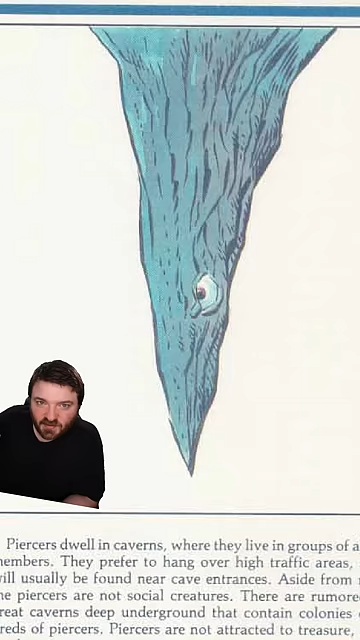 Piercers dwell in caverns, where they live in groups of a
members. They prefer to hang over high traffic areas,
will usually be found near cave entrances. Aside from
the piercers are not social creatures. There are rumore
great caverns deep underground that contain colonies
reds of piercers. Piercers are not attracted to treasure